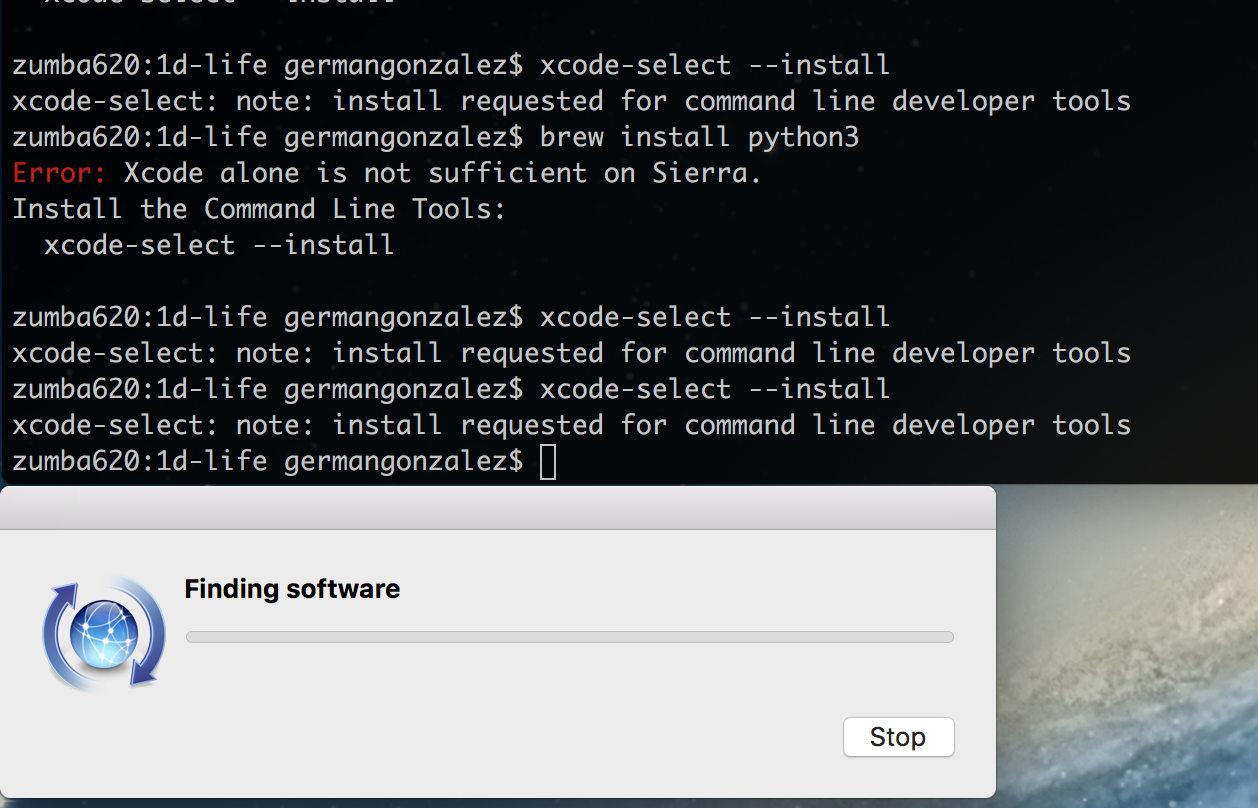 xcode-select --install
zumba620:1d-life germangonzalez$ xcode-select --install
xcode-select: note: install requested for command line developer tools
zumba620:1d-life germangonzalez$ brew install python3
Error: Xcode alone is not sufficient on Sierra.
Install the Command Line Tools:
  xcode-select --install
zumba620:1d-life germangonzalez$ xcode-select --install
xcode-select: note: install requested for command line developer tools
zumba620:1d-life germangonzalez$ xcode-select --install
xcode-select: note: install requested for command line developer tools
zumba620:1d-life germangonzalez$
Finding software
Stop